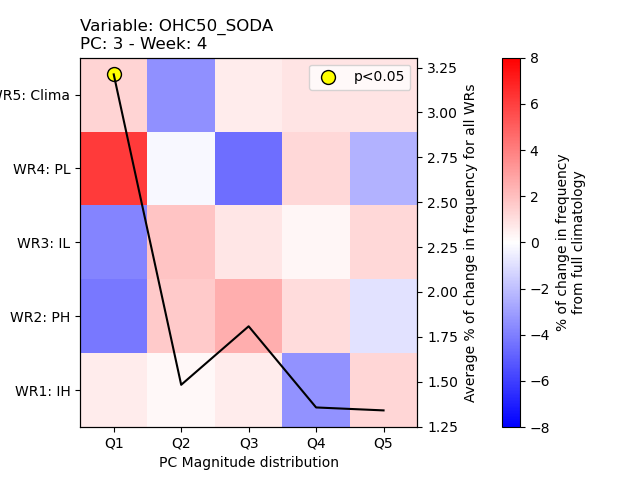 Variable: OHC50_SODA
PC: 3 - Week: 4
p<0.05
WR5: Clima
WR4: PL
WR3: IL
WR2: PH
WR1: IH
Q1 Q2 Q3 Q4 Q5
PC Magnitude distribution
3.25
3.00
2.75
2.50
2.25
2.00
1.75
1.50
1.25
Average % of change in frequency for all WRs
8
6
4
2
0
−2
−4
−6
−8
% of change in frequency
from full climatology